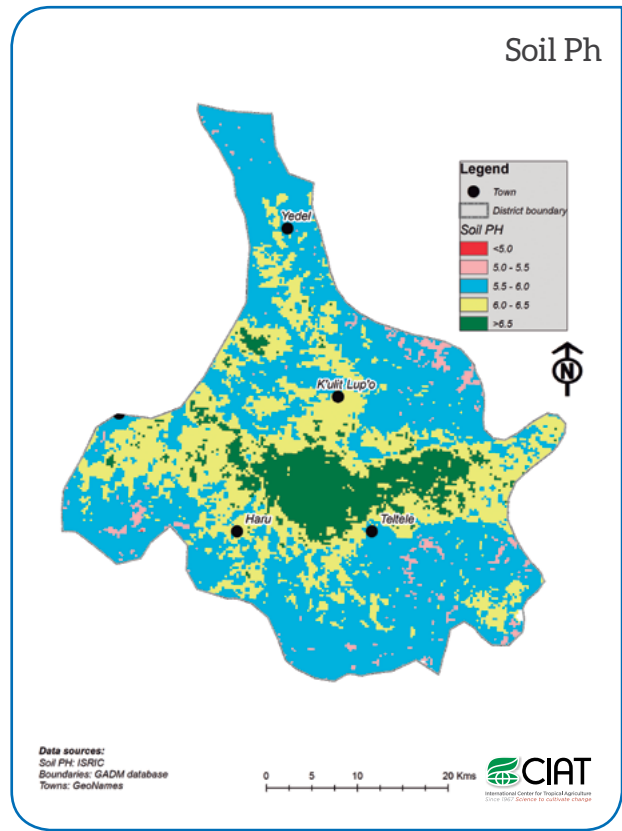 Soil Ph
Legend
Town
District boundary
Soil PH
<5.0
5.0 - 5.5
5.5 - 6.0
6.0 - 6.5
>6.5
N
Yedel
K'ulit Lup'o
Haru
Teltele
Data sources:
Soil PH: ISRIC
Boundaries: GADM database
Towns: GeoNames
0 5 10 20 Kms
CIAT
International Center for Tropical Agriculture
Since 1967 Science to cultivate change